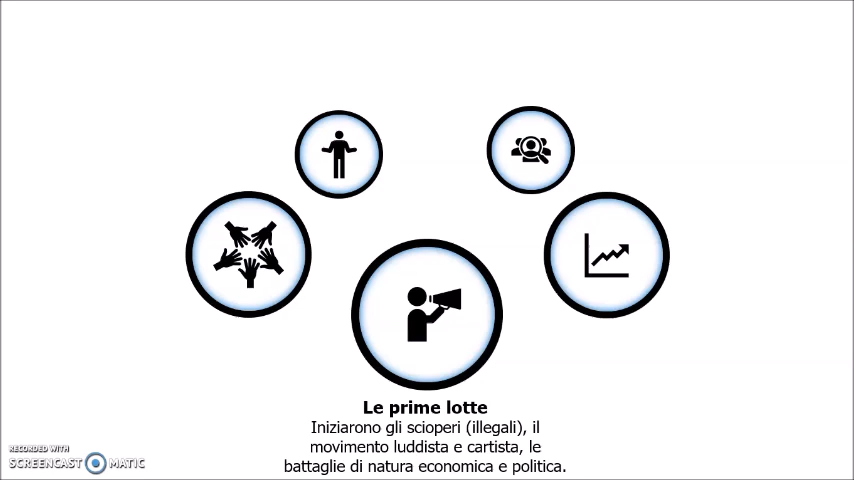 Le prime lotte
Iniziarono gli scioperi (illegali), il
movimento luddista e cartista, le
battaglie di natura economica e politica.
RECORDED WITH
SCREENCAST MATIC